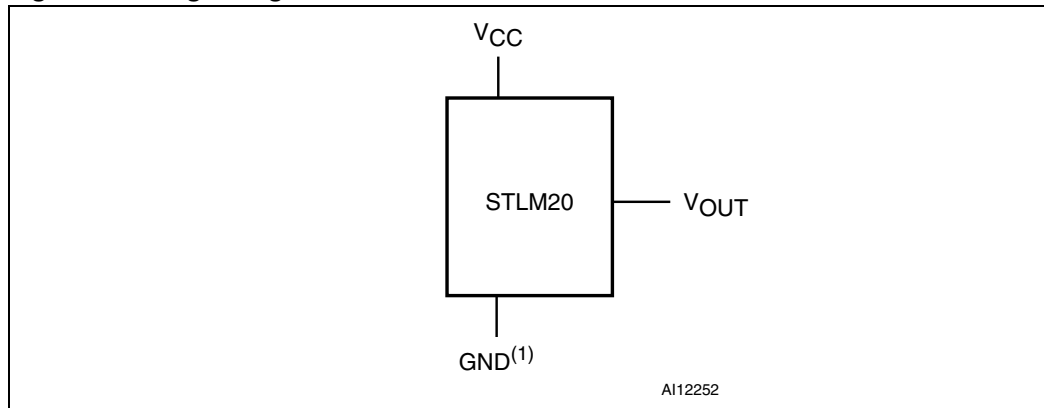 VCC
STLM20
VOUT
GND(1)
AI12252